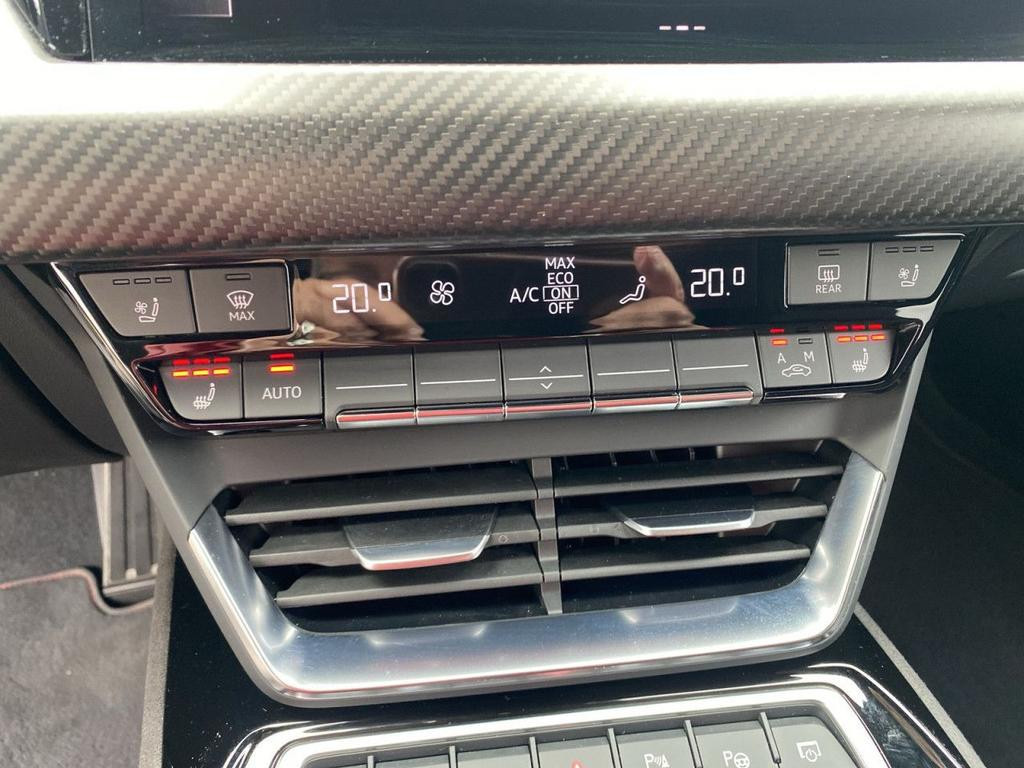 MAX
20.0
A/C
MAX
ECO
ON
OFF
20.0
REAR
AUTO
A M
P
P